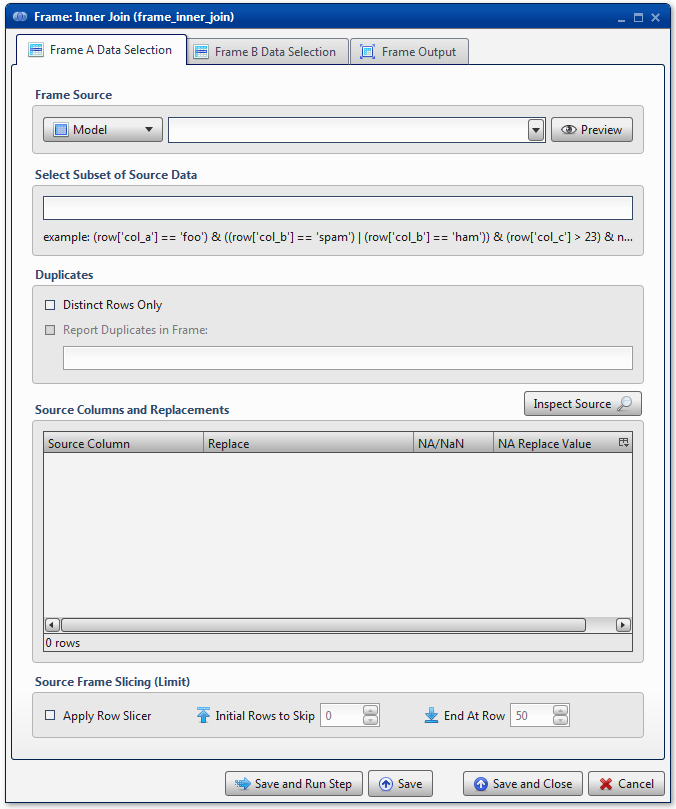 Frame: Inner Join (frame_inner_join)
Frame A Data Selection Frame B Data Selection Frame Output
Frame Source
Model Preview
Select Subset of Source Data
example: (row['col_a'] == 'foo') & ((row['col_b'] == 'spam') | (row['col_b'] == 'ham')) & (row['col_c'] > 23) & n...
Duplicates
Distinct Rows Only
Report Duplicates in Frame:
Source Columns and Replacements Inspect Source
Source Column Replace NA/NaN NA Replace Value
0 rows
Source Frame Slicing (Limit)
Apply Row Slicer Initial Rows to Skip 0 End At Row 50
Save and Run Step Save Save and Close Cancel